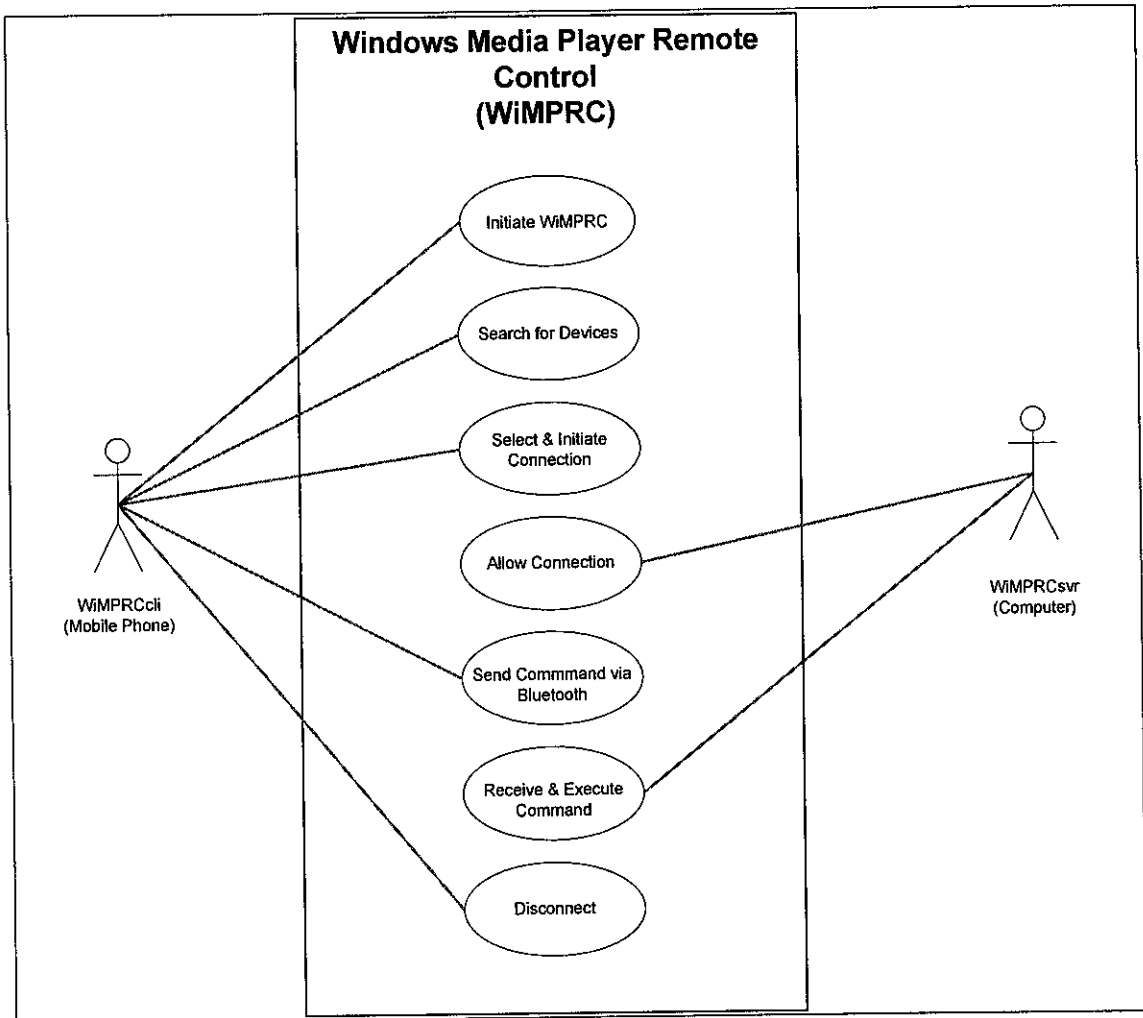 Windows Media Player Remote
Control
(WiMPRC)
Initiate WiMPRC
Search for Devices
Select & Initiate
Connection
Allow Connection
WiMPRCcli
(Mobile Phone)
WiMPRCsvr
(Computer)
Send Commmand via
Bluetooth
Receive & Execute
Command
Disconnect